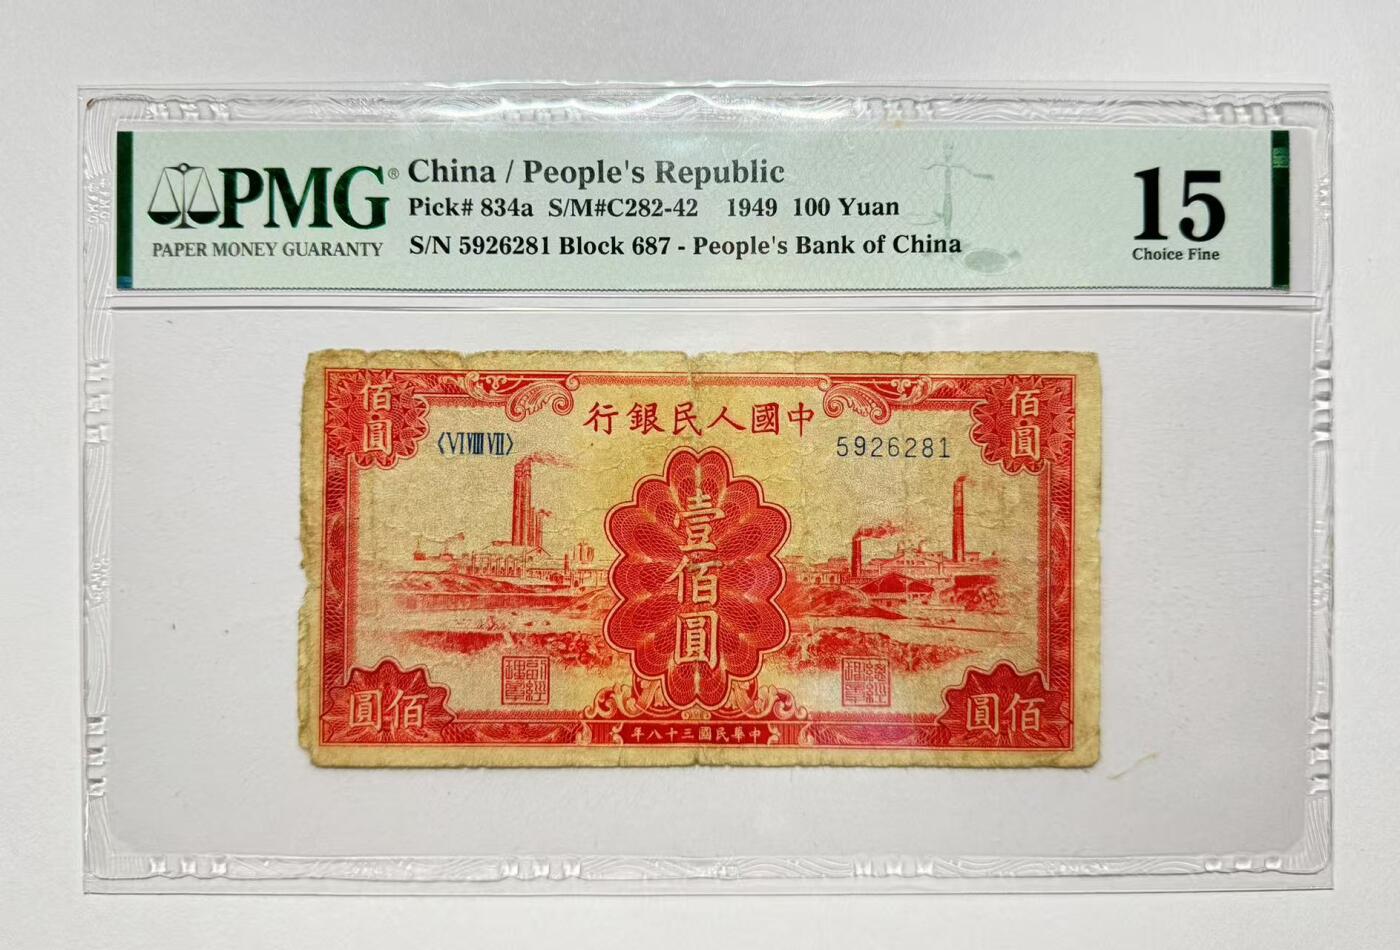 PMG®
PAPER MONEY GUARANTY
China / People's Republic
Pick# 834a S/M#C282-42 1949 100 Yuan
S/N 5926281 Block 687 - People's Bank of China
15
Choice Fine
佰圓
行銀民人國中
佰圓
〈VI VIII VII〉
5926281
壹佰圓
圓佰
圓佰
年八十三國民華中